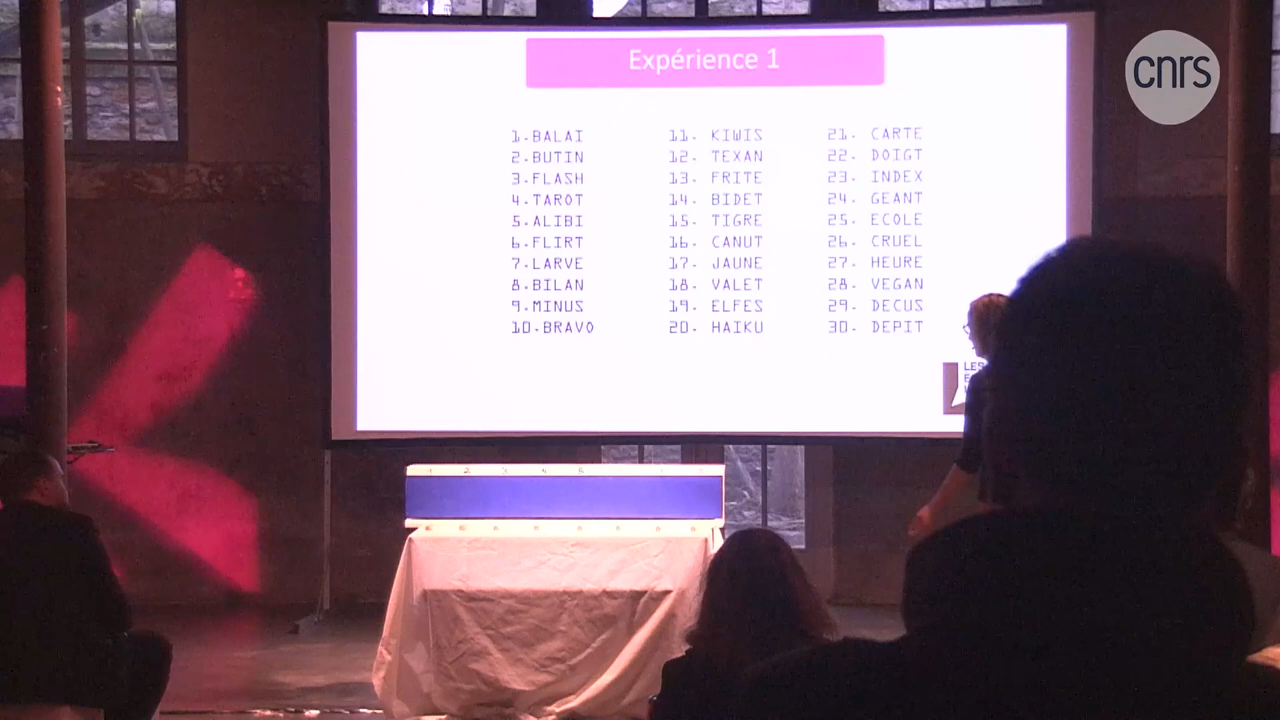 Expérience 1
1.BALAI
2.BUTIN
3.FLASH
4.TAROT
5.ALIBI
6.FLIRT
7.LARVE
8.BILAN
9.MINUS
10.BRAVO
11. KIWIS
12. TEXAN
13. FRITE
14. BIDET
15. TIGRE
16. CANUT
17. JAUNE
18. VALET
19. ELFES
20. HAIKU
21. CARTE
22. DOIGT
23. INDEX
24. GEANT
25. ECOLE
26. CRUEL
27. HEURE
28. VEGAN
29. DECUS
30. DEPIT
LES
cnrs